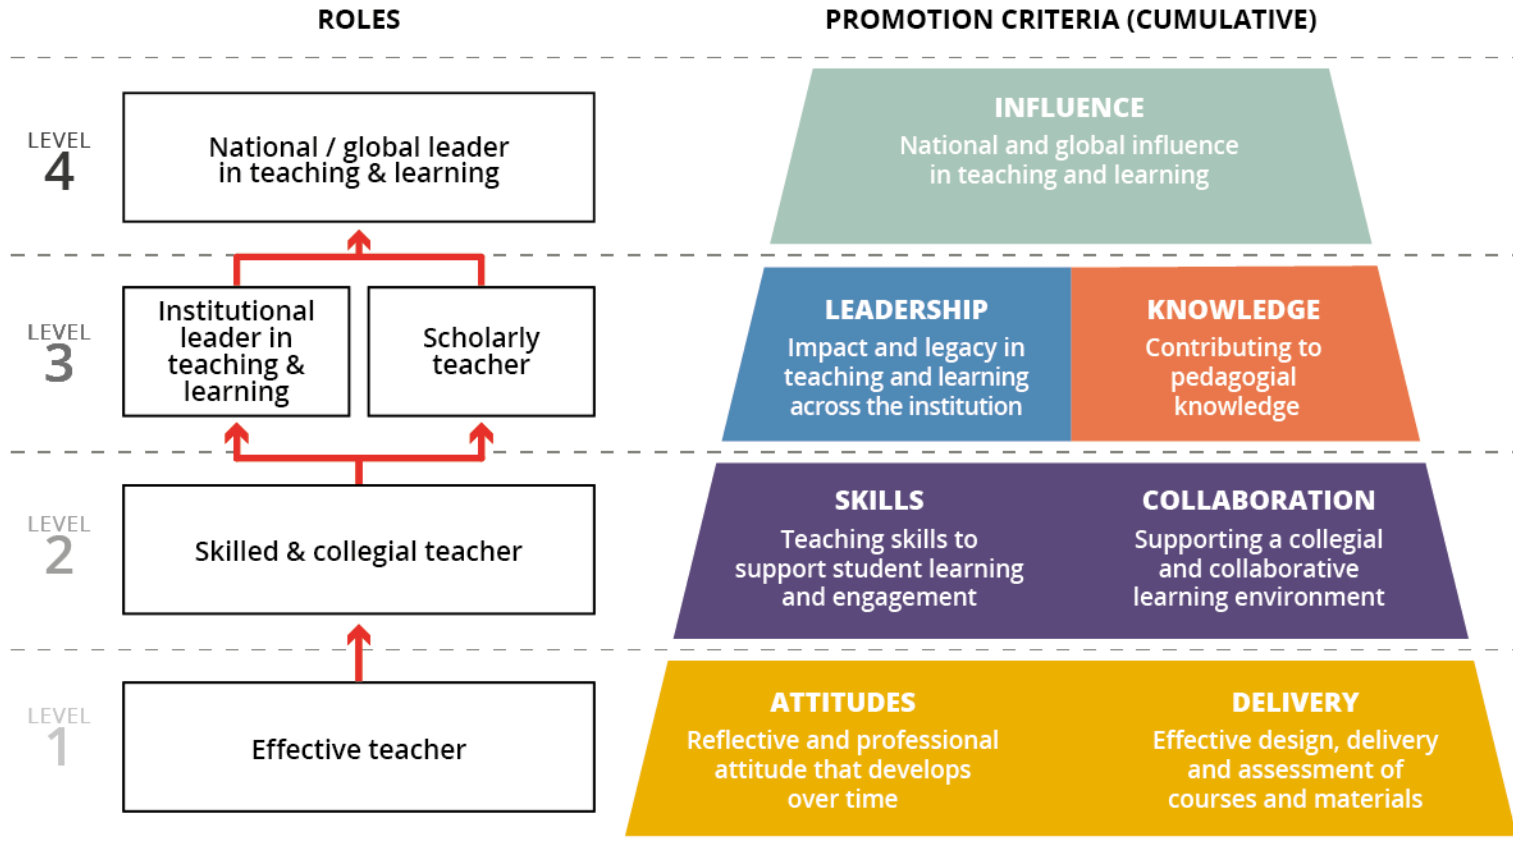 ROLES
PROMOTION CRITERIA (CUMULATIVE)
LEVEL
4
National / global leader
in teaching & learning
INFLUENCE
National and global influence
in teaching and learning
LEVEL
3
Institutional
leader in
teaching &
learning
Scholarly
teacher
LEADERSHIP
Impact and legacy in
teaching and learning
across the institution
KNOWLEDGE
Contributing to
pedagogial
knowledge
LEVEL
2
Skilled & collegial teacher
SKILLS
Teaching skills to
support student learning
and engagement
COLLABORATION
Supporting a collegial
and collaborative
learning environment
LEVEL
1
Effective teacher
ATTITUDES
Reflective and professional
attitude that develops
over time
DELIVERY
Effective design, delivery
and assessment of
courses and materials